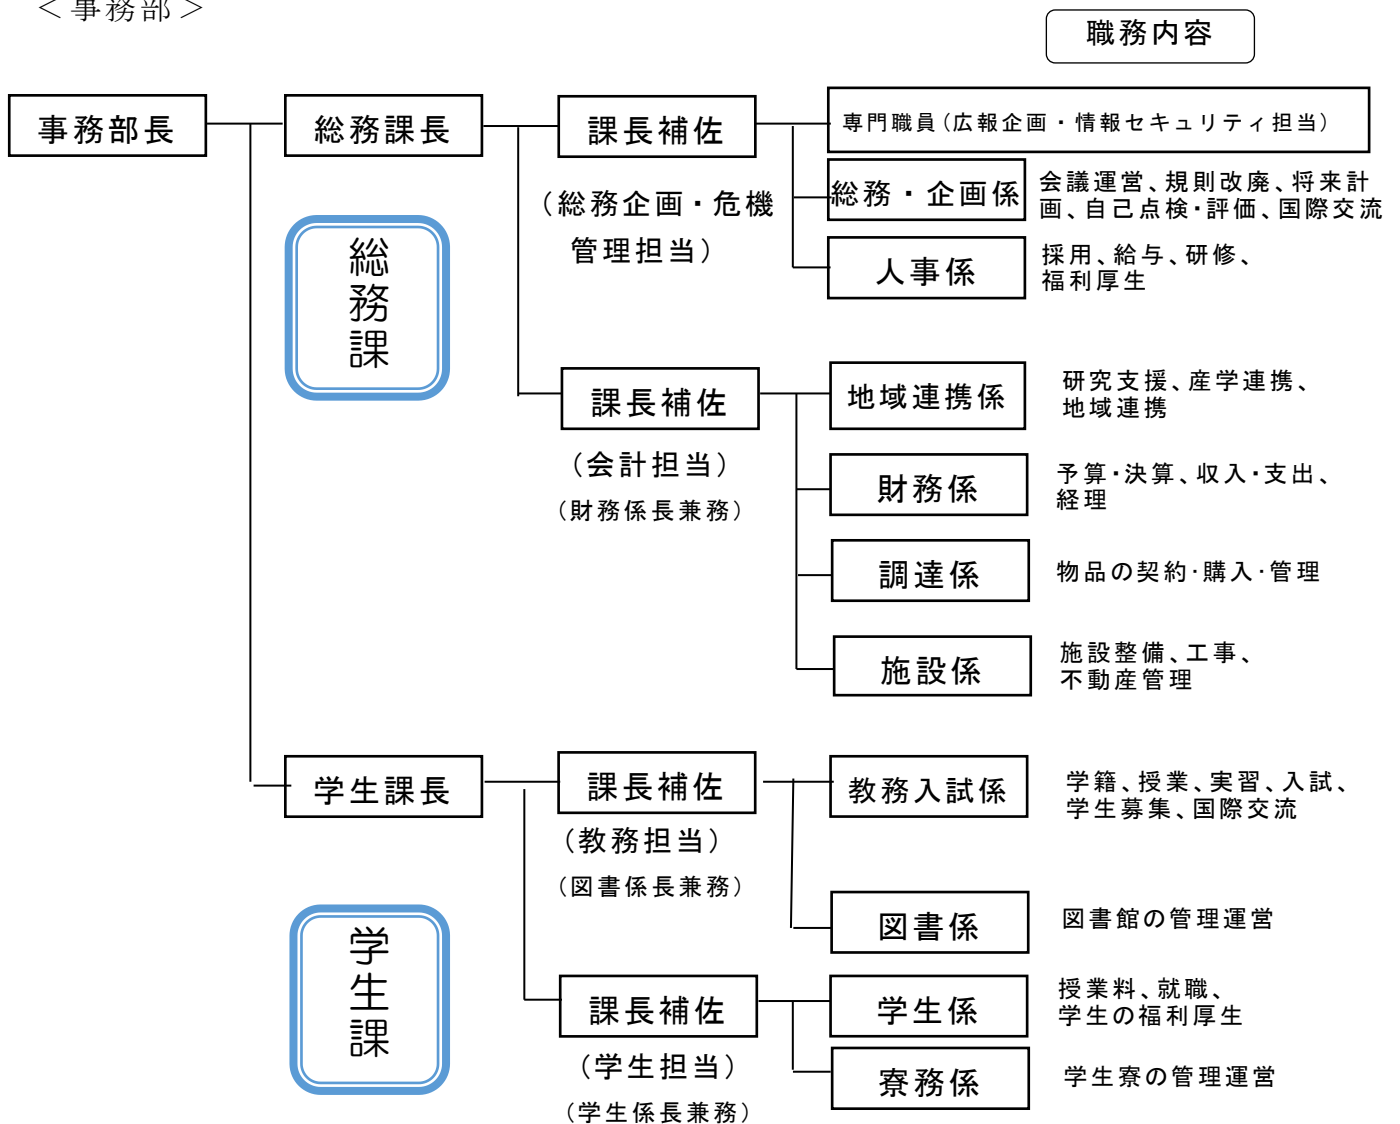 ＜事務部＞
職務内容
事務部長
総務課長
課長補佐
専門職員(広報企画・情報セキュリティ担当)
（総務企画・危機
管理担当）
総務・企画係
会議運営、規則改廃、将来計
画、自己点検・評価、国際交流
人事係
採用、給与、研修、
福利厚生
総務課
課長補佐
（会計担当）
（財務係長兼務）
地域連携係
研究支援、産学連携、
地域連携
財務係
予算・決算、収入・支出、
経理
調達係
物品の契約・購入・管理
施設係
施設整備、工事、
不動産管理
学生課長
課長補佐
（教務担当）
（図書係長兼務）
教務入試係
学籍、授業、実習、入試、
学生募集、国際交流
図書係
図書館の管理運営
学生課
課長補佐
（学生担当）
（学生係長兼務）
学生係
授業料、就職、
学生の福利厚生
寮務係
学生寮の管理運営